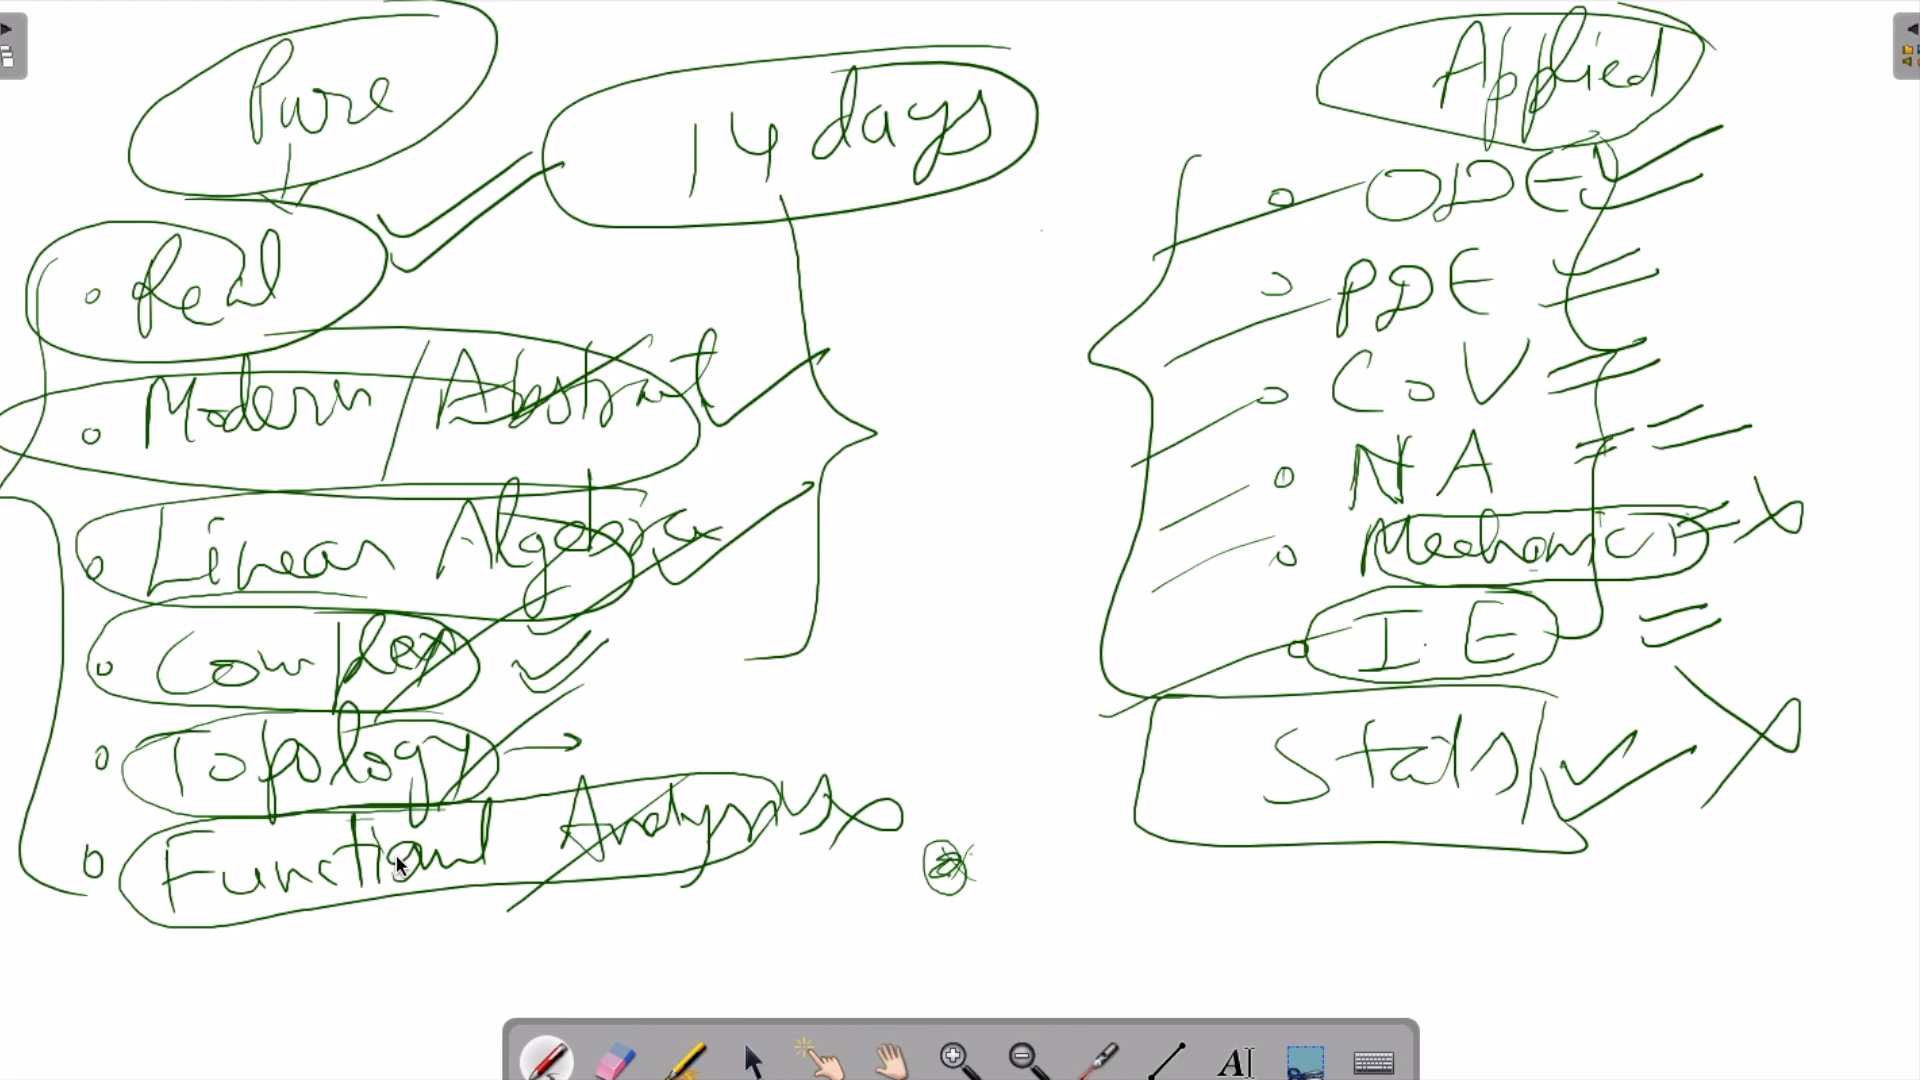 Pure
14 days
• Real
• Modern / Abstract
• Linear Algebra
• Complex
• Topology →
• Functional Analysis
Applied
• ODE
• PDE
• CoV
• NA
• Mechanics
• I.E
Stats
AI